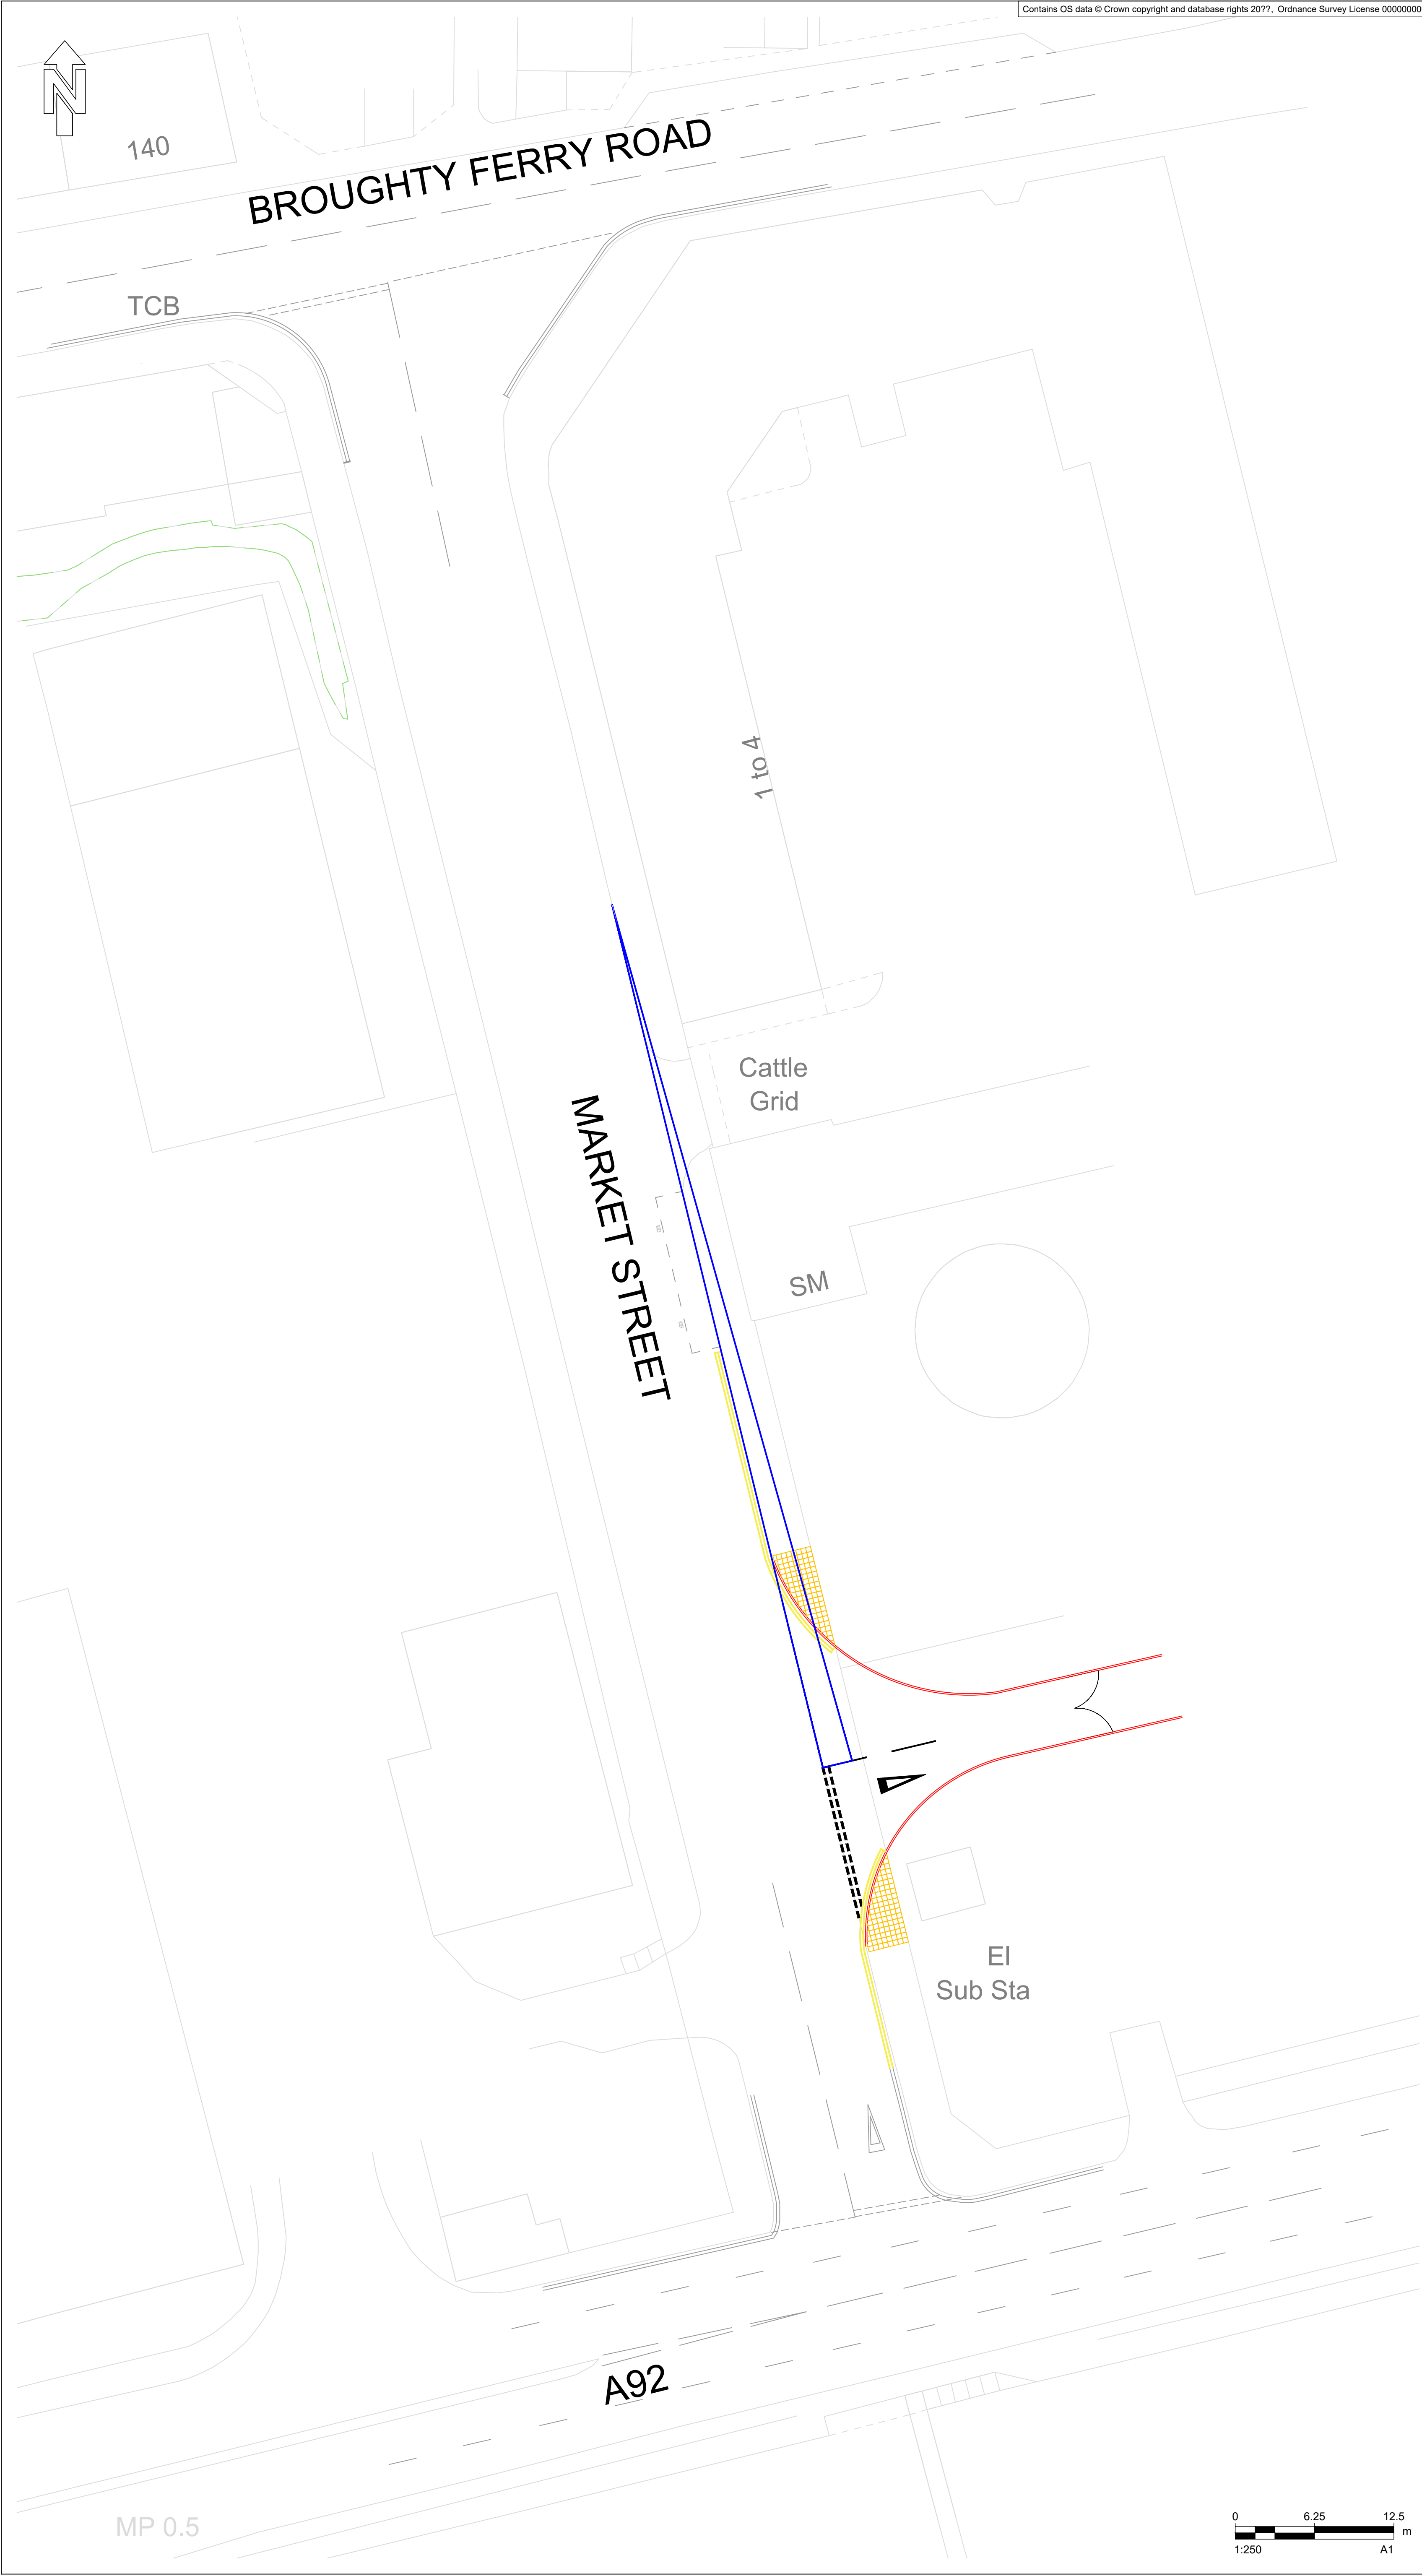 Contains OS data © Crown copyright and database rights 20??, Ordnance Survey License 00000000
N
140
BROUGHTY FERRY ROAD
TCB
1 to 4
Cattle
Grid
MARKET STREET
SM
El
Sub Sta
A92
MP 0.5
0 6.25 12.5
m
1:250 A1